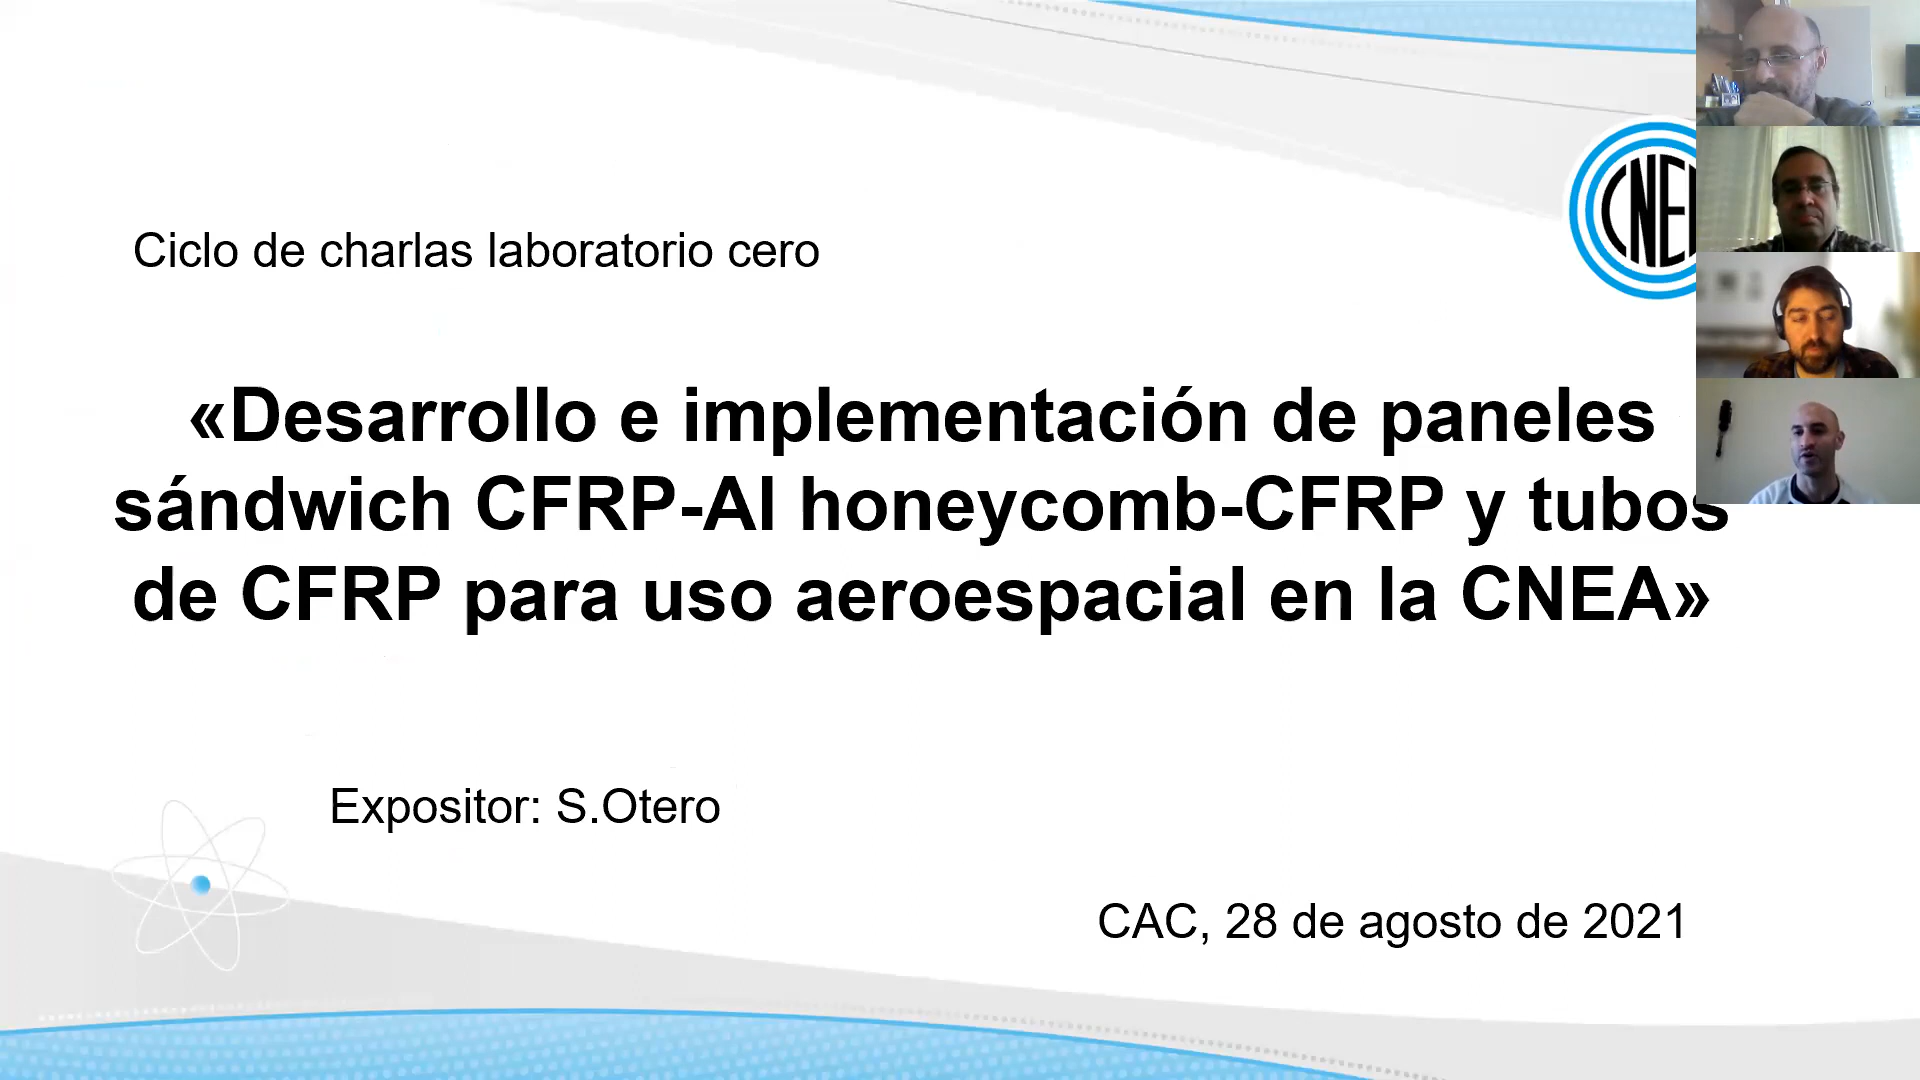 Ciclo de charlas laboratorio cero
CNE
«Desarrollo e implementación de paneles
sándwich CFRP-Al honeycomb-CFRP y tubos
de CFRP para uso aeroespacial en la CNEA»
Expositor: S.Otero
CAC, 28 de agosto de 2021